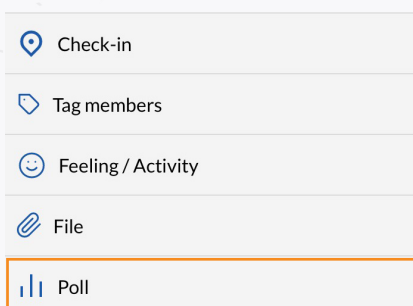 Check-in
Tag members
Feeling / Activity
File
Poll